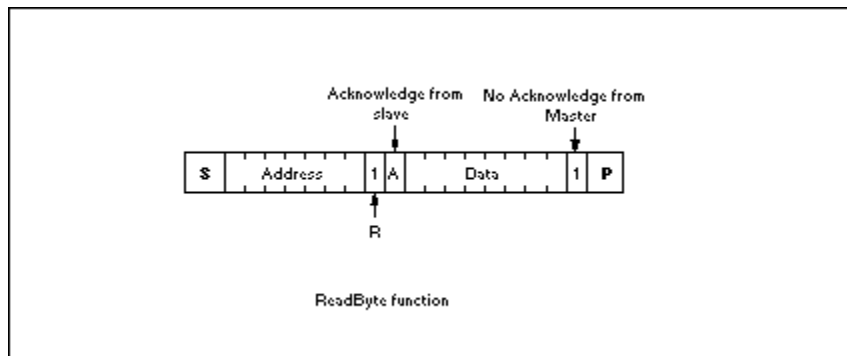 Acknowledge from
slave
No Acknowledge from
Master
S Address 1 A Data 1 P
R
ReadByte function